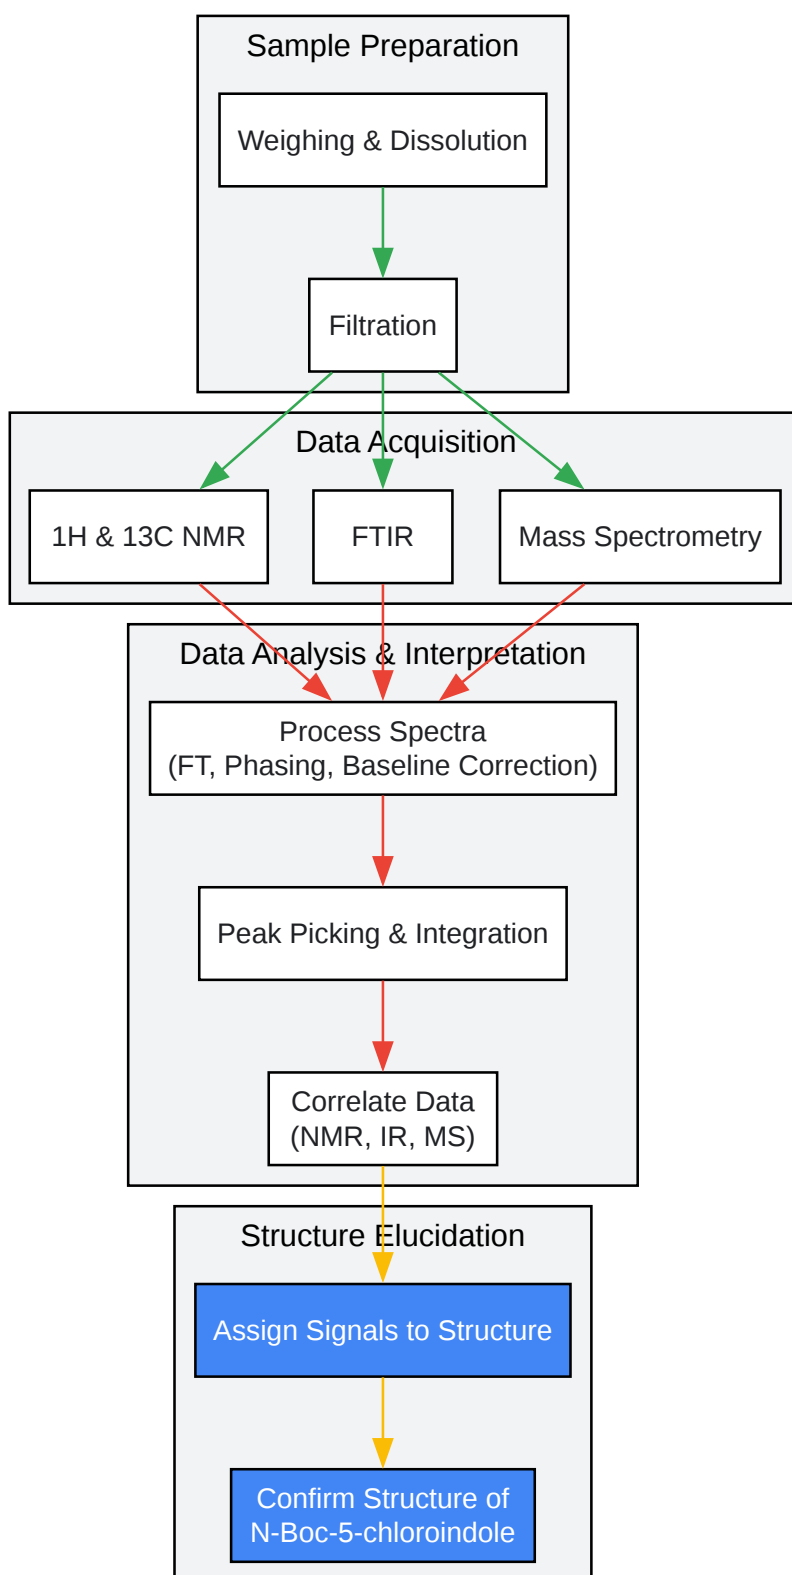 Sample Preparation
Weighing & Dissolution
Filtration
Data Acquisition
1H & 13C NMR
FTIR
Mass Spectrometry
Data Analysis & Interpretation
Process Spectra
(FT, Phasing, Baseline Correction)
Peak Picking & Integration
Correlate Data
(NMR, IR, MS)
Structure Elucidation
Assign Signals to Structure
Confirm Structure of
N-Boc-5-chloroindole